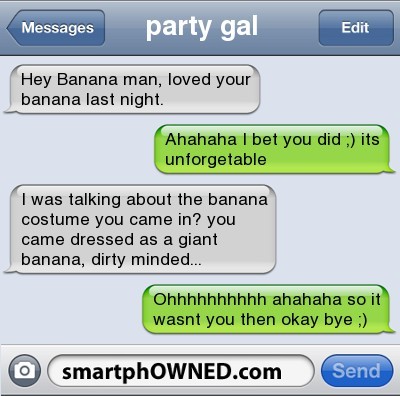 Messages
party gal
Edit
Hey Banana man, loved your
banana last night.
Ahahaha I bet you did ;) its
unforgetable
I was talking about the banana
costume you came in? you
came dressed as a giant
banana, dirty minded...
Ohhhhhhhhhh ahahaha so it
wasnt you then okay bye ;)
smartphOWNED.com
Send